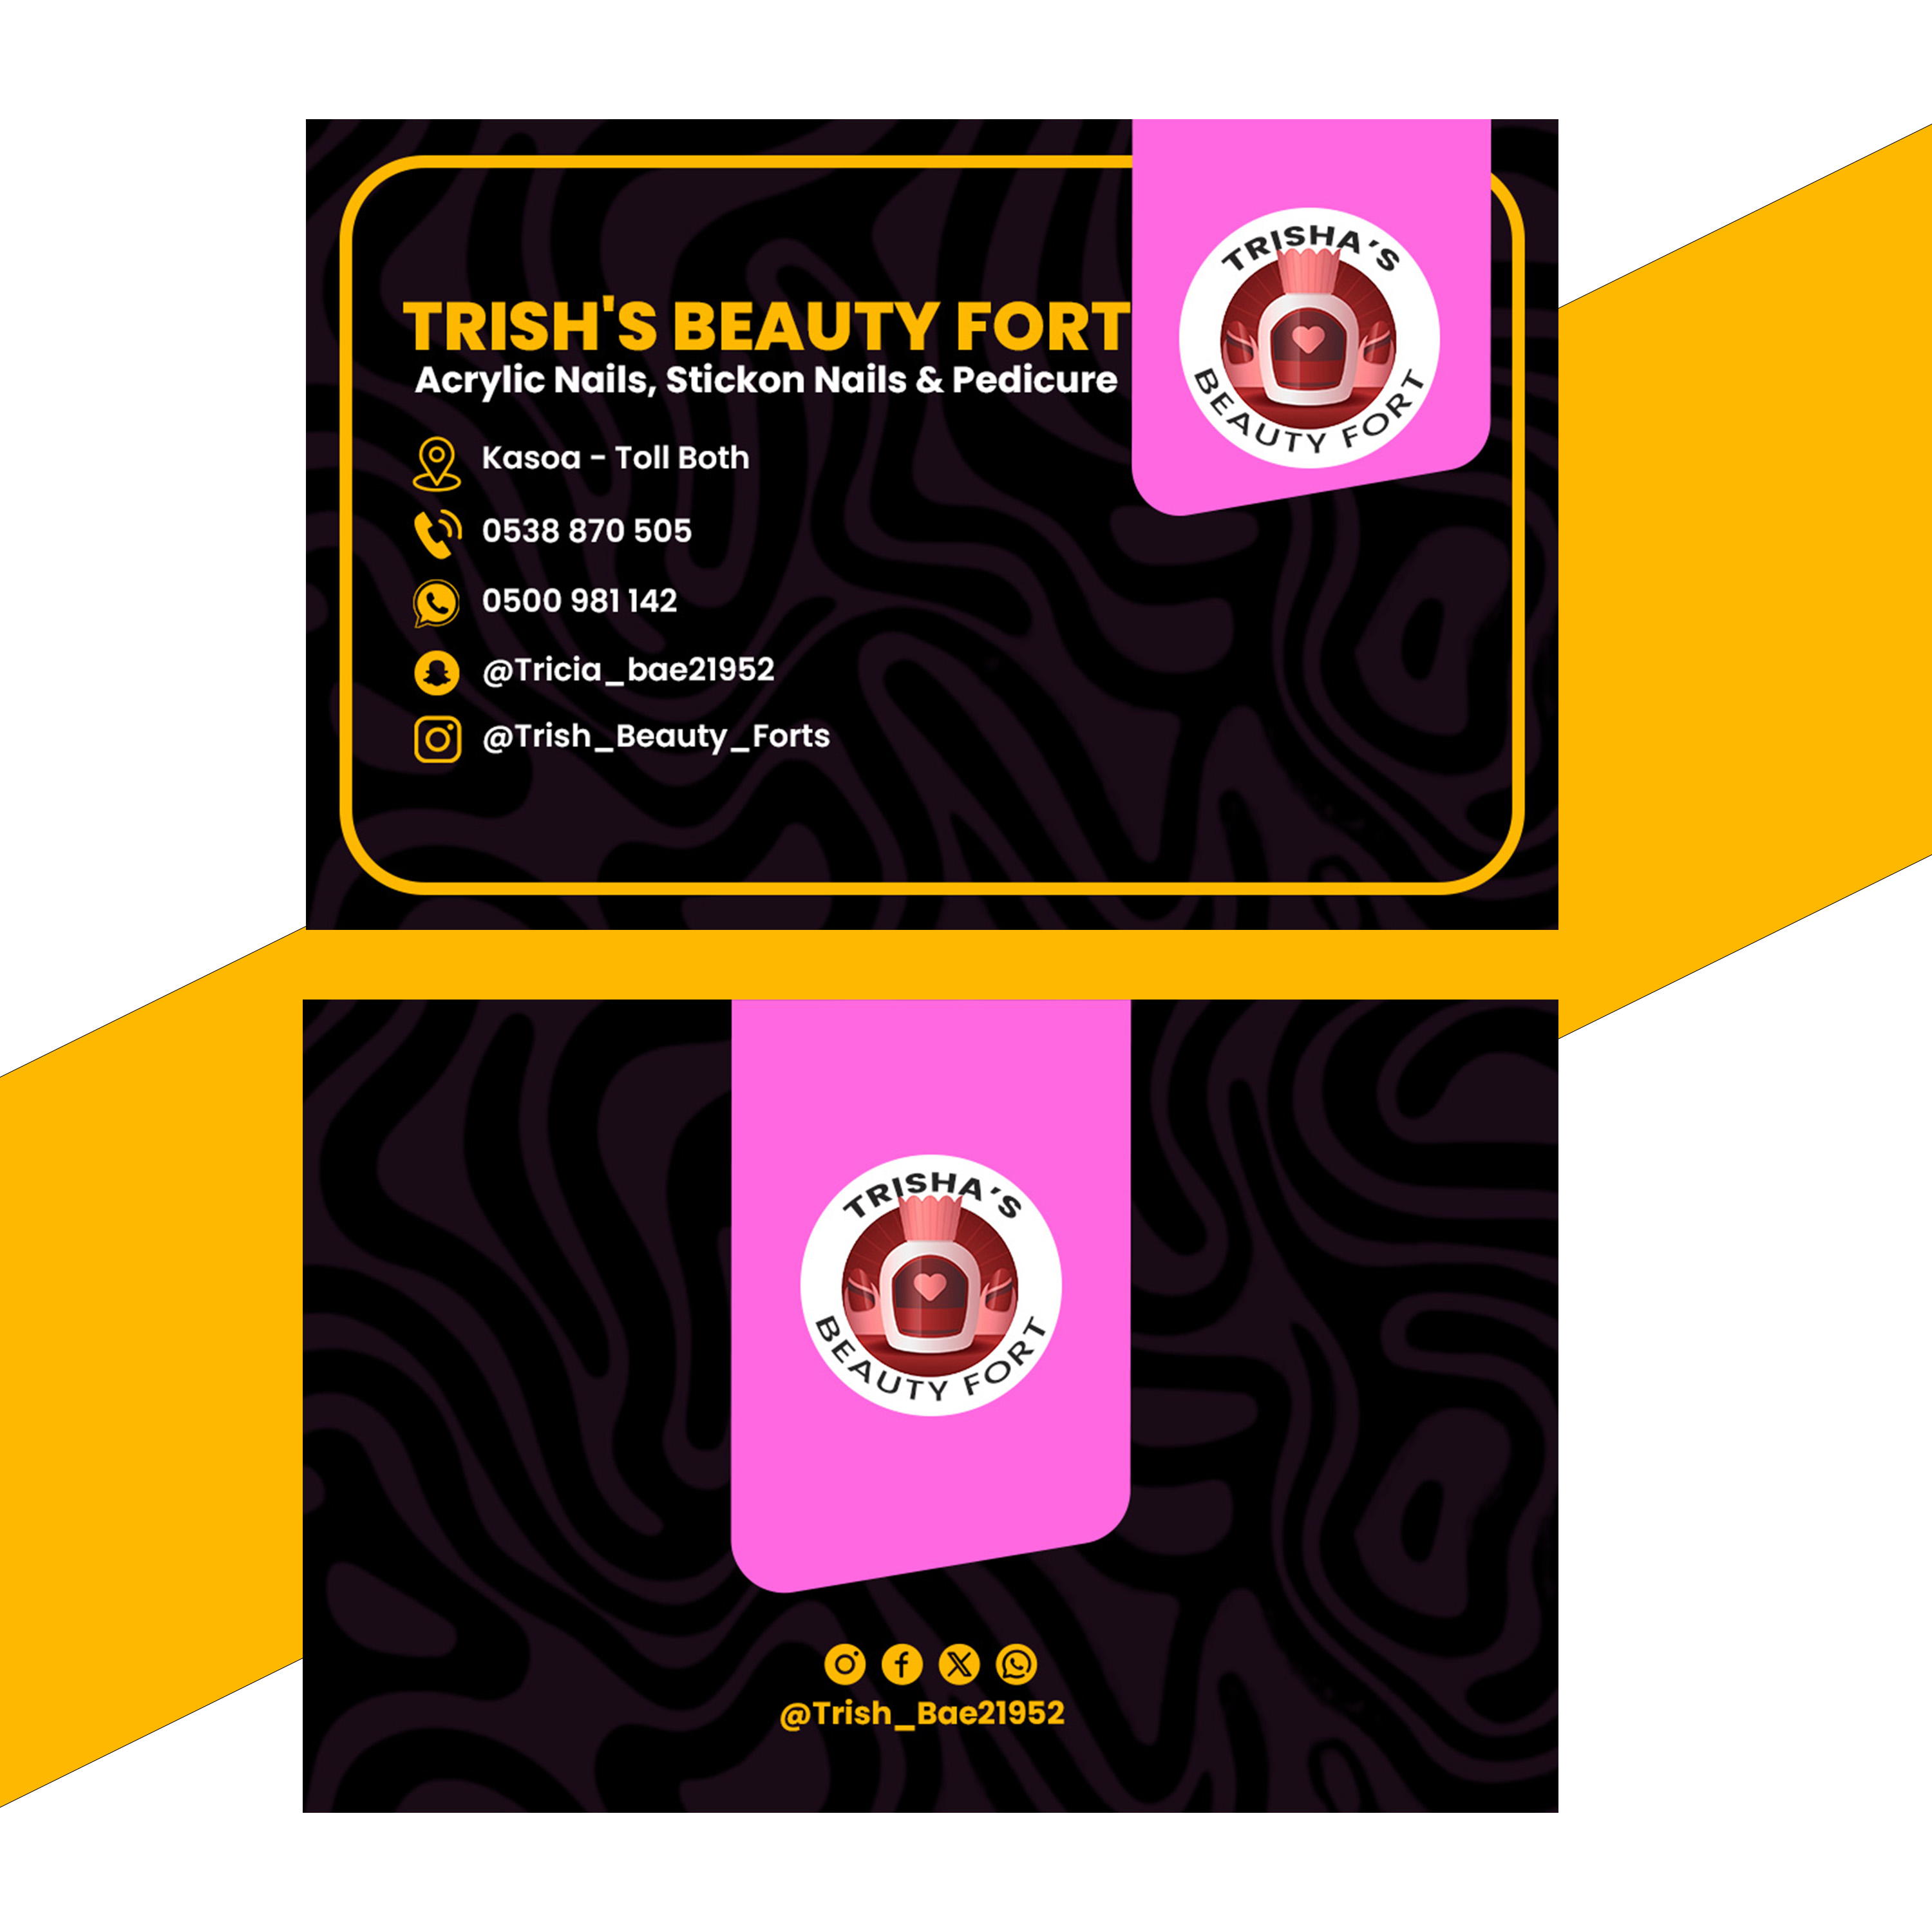 TRISH'S BEAUTY FORT
Acrylic Nails, Stickon Nails & Pedicure
Kasoa - Toll Both
0538 870 505
0500 981 142
@Tricia_bae21952
@Trish_Beauty_Forts
TRISHA'S
BEAUTY FORT
TRISHA'S
BEAUTY FORT
@Trish_Bae21952